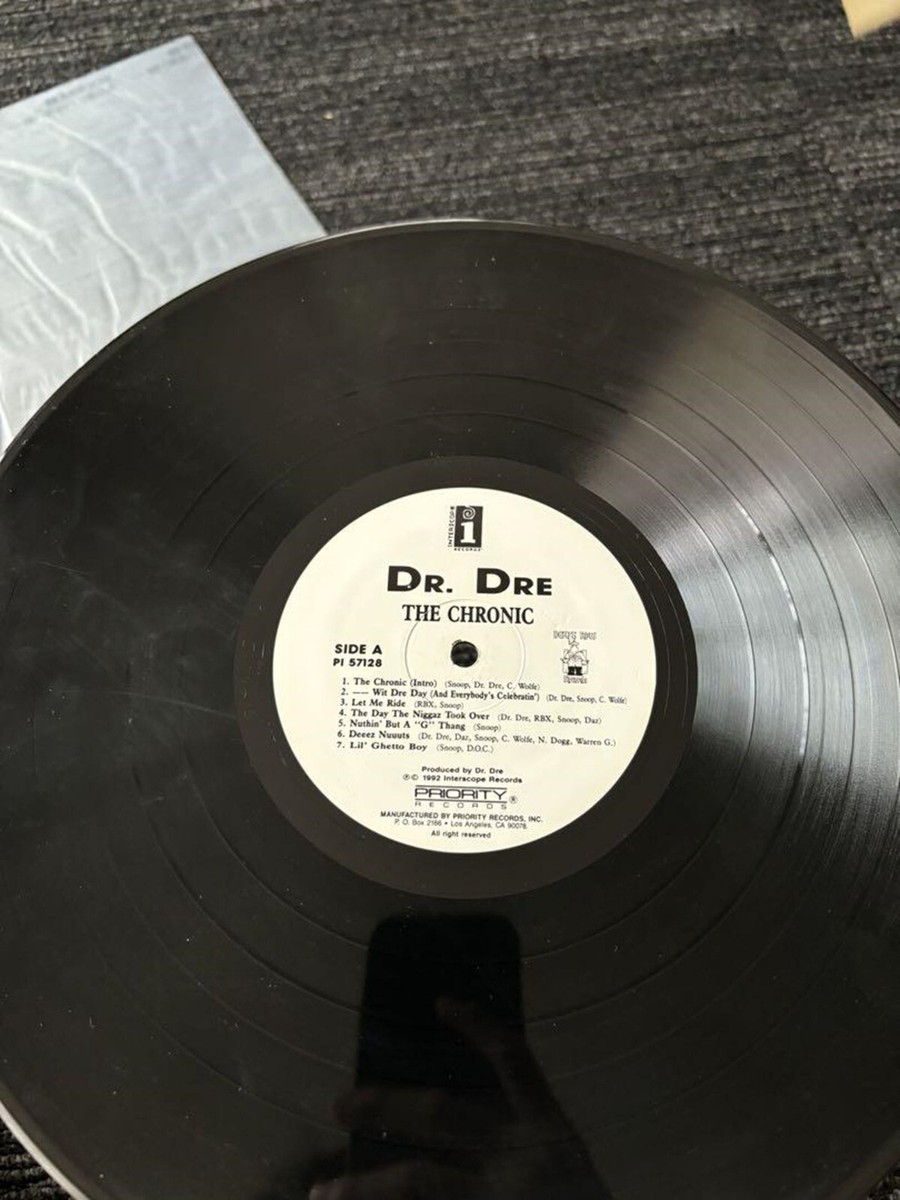 INTERSCOPE
i
RECORDS
DR. DRE
THE CHRONIC
SIDE A
PI 57128
1. The Chronic (Intro) (Snoop, Dr. Dre, C. Wolfe)
2. —— Wit Dre Day (And Everybody's Celebratin') (Dr. Dre, Snoop, C. Wolfe)
3. Let Me Ride (RBX, Snoop)
4. The Day The Niggaz Took Over (Dr. Dre, RBX, Snoop, Daz)
5. Nuthin' But A "G" Thang (Snoop)
6. Deeez Nuuuts (Dr. Dre, Daz, Snoop, C. Wolfe, N. Dogg, Warren G.)
7. Lil' Ghetto Boy (Snoop, D.O.C.)
Produced by Dr. Dre
℗© 1992 Interscope Records
PRIORITY
RECORDS®
MANUFACTURED BY PRIORITY RECORDS, INC.
P. O. Box 2186 • Los Angeles, CA 90078.
All right reserved